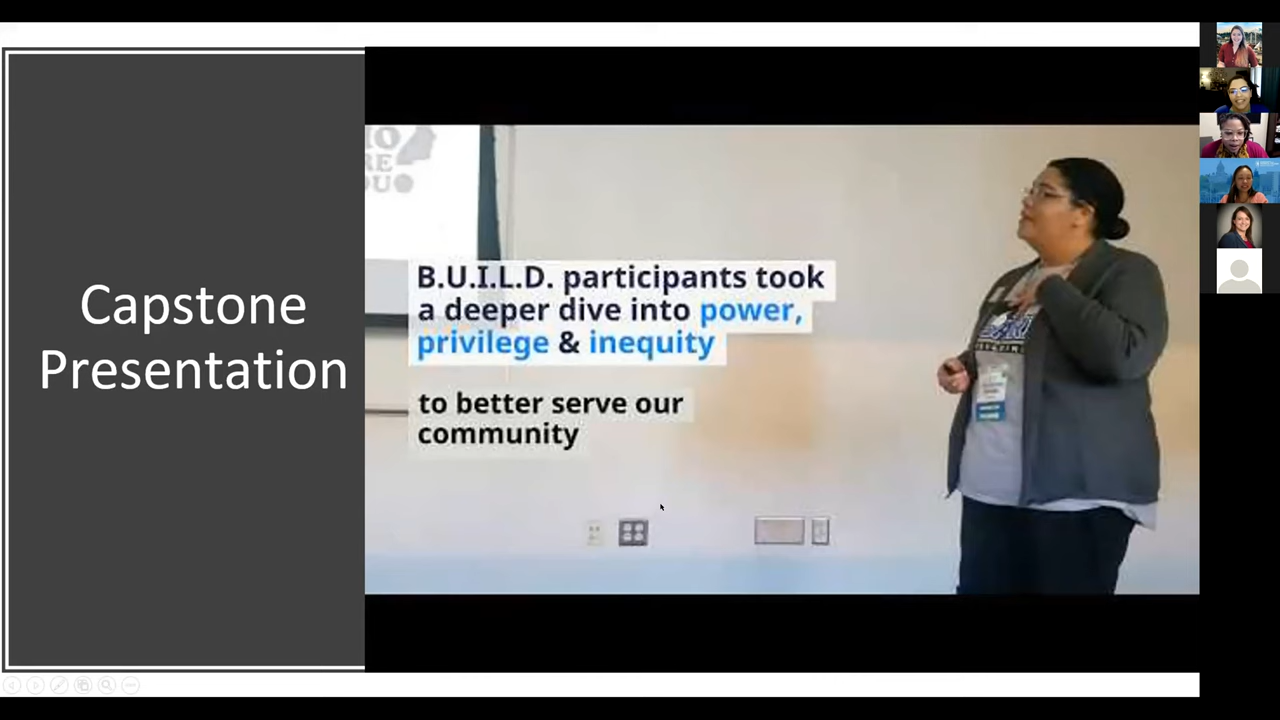 Capstone
Presentation
B.U.I.L.D. participants took
a deeper dive into power,
privilege & inequity
to better serve our
community